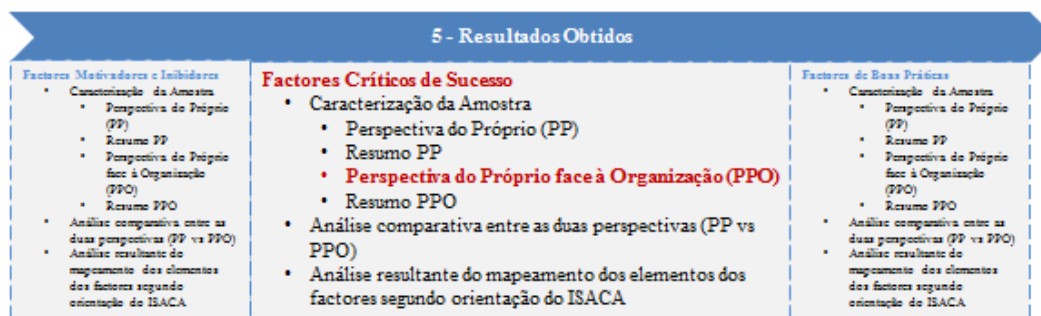 5 - Resultados Obtidos
Factores Motivadores e Inibidores
• Caracterização da Amostra
• Perspectiva do Próprio
(PP)
• Resumo PP
• Perspectiva do Próprio
face à Organização
(PPO)
• Resumo PPO
• Análise comparativa entre as
duas perspectivas (PP vs PPO)
• Análise resultante do
mapeamento dos elementos
dos factores segundo
orientação do ISACA
Factores Críticos de Sucesso
• Caracterização da Amostra
• Perspectiva do Próprio (PP)
• Resumo PP
• Perspectiva do Próprio face à Organização (PPO)
• Resumo PPO
• Análise comparativa entre as duas perspectivas (PP vs
PPO)
• Análise resultante do mapeamento dos elementos dos
factores segundo orientação do ISACA
Factores de Boas Práticas
• Caracterização da Amostra
• Perspectiva do Próprio
(PP)
• Resumo PP
• Perspectiva do Próprio
face à Organização
(PPO)
• Resumo PPO
• Análise comparativa entre as
duas perspectivas (PP vs PPO)
• Análise resultante do
mapeamento dos elementos
dos factores segundo
orientação do ISACA